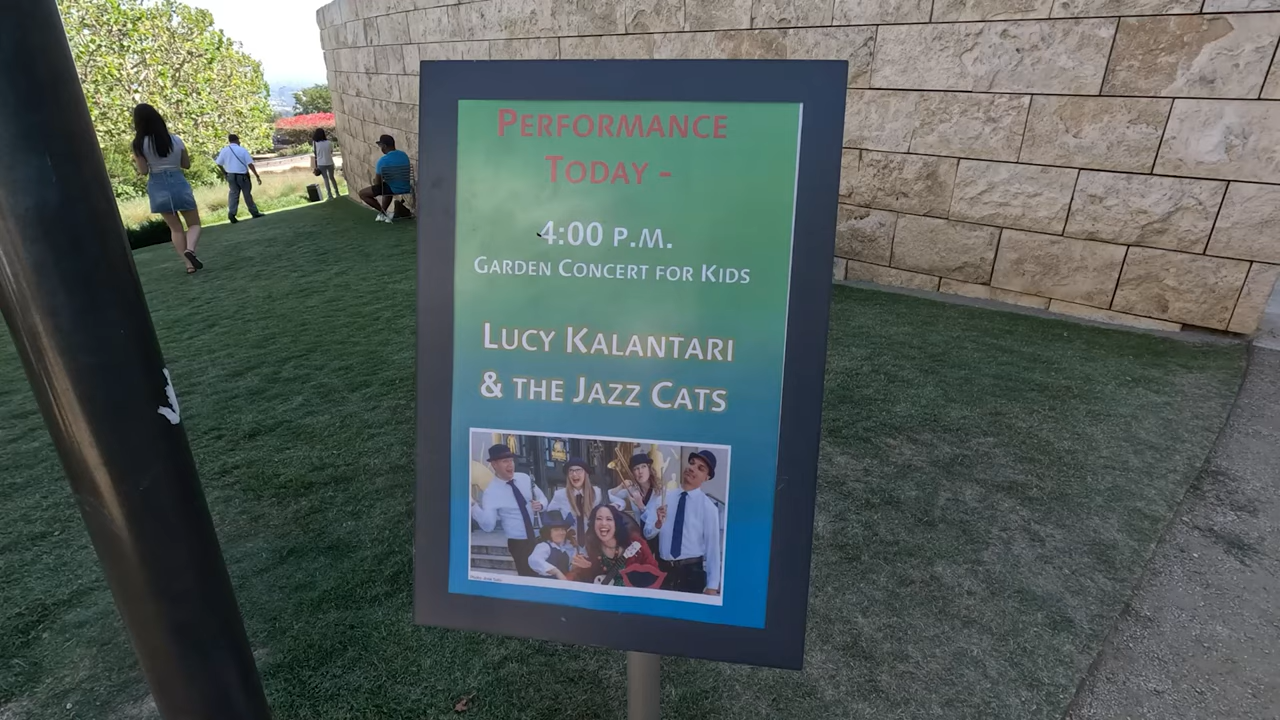 PERFORMANCE
TODAY -
4:00 P.M.
GARDEN CONCERT FOR KIDS
LUCY KALANTARI
& THE JAZZ CATS